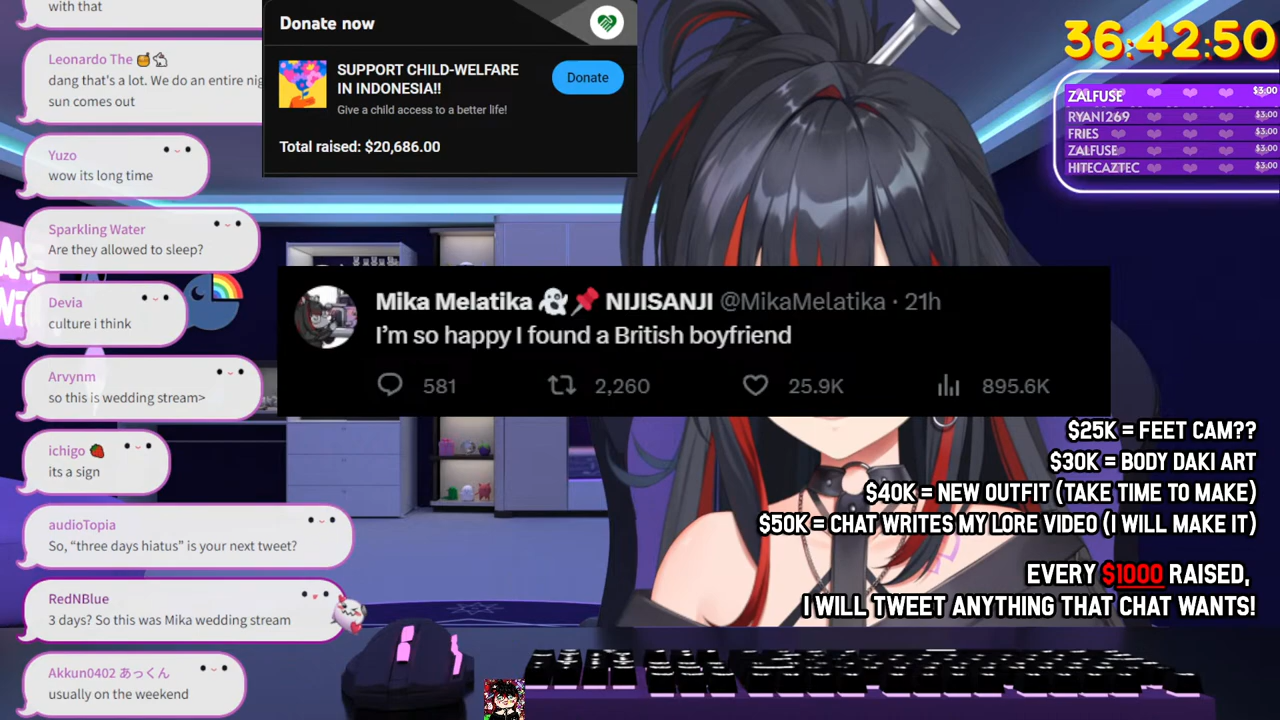 with that
Leonardo The 🍯🐁
dang that's a lot. We do an entire nig
sun comes out
Yuzo
wow its long time
Sparkling Water
Are they allowed to sleep?
Devia
culture i think
Arvynm
so this is wedding stream>
ichigo 🍓
its a sign
audioTopia
So, “three days hiatus” is your next tweet?
RedNBlue
3 days? So this was Mika wedding stream
Akkun0402 あっくん
usually on the weekend
Donate now
SUPPORT CHILD-WELFARE
IN INDONESIA!!
Give a child access to a better life!
Donate
Total raised: $20,686.00
36:42:50
ZALFUSE $3.00
RYAN1269 $3.00
FRIES $3.00
ZALFUSE $3.00
HITECAZTEC $3.00
Mika Melatika 👻📌 NIJISANJI @MikaMelatika · 21h
I’m so happy I found a British boyfriend
581 2,260 25.9K 895.6K
$25K = FEET CAM??
$30K = BODY DAKI ART
$40K = NEW OUTFIT (TAKE TIME TO MAKE)
$50K = CHAT WRITES MY LORE VIDEO (I WILL MAKE IT)
EVERY $1000 RAISED,
I WILL TWEET ANYTHING THAT CHAT WANTS!